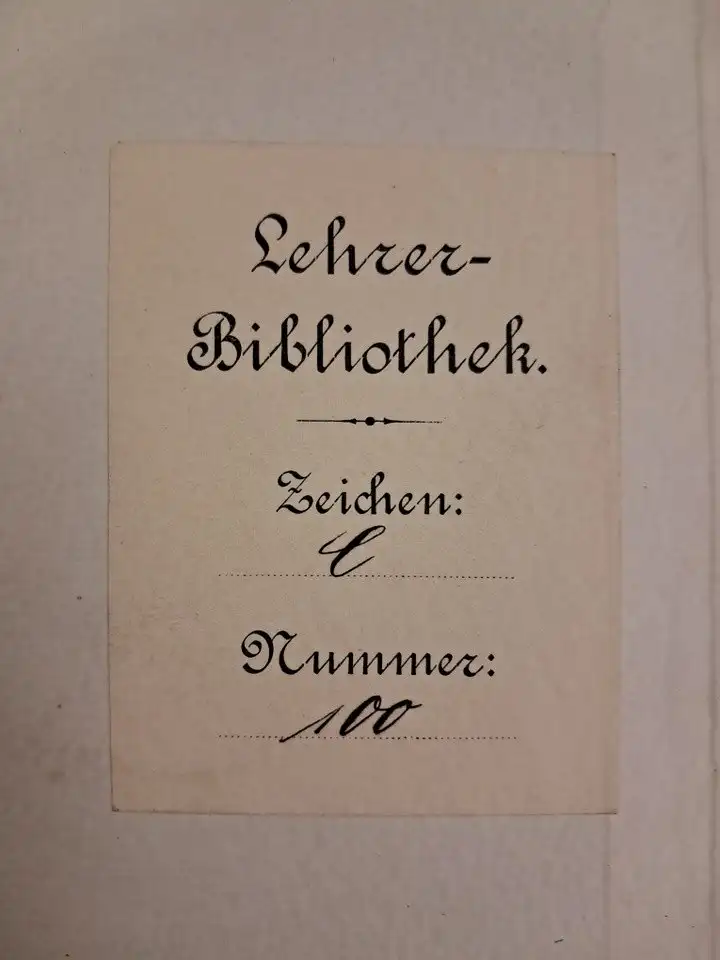 Lehrer-
Bibliothek.
Zeichen:
C
Nummer:
100